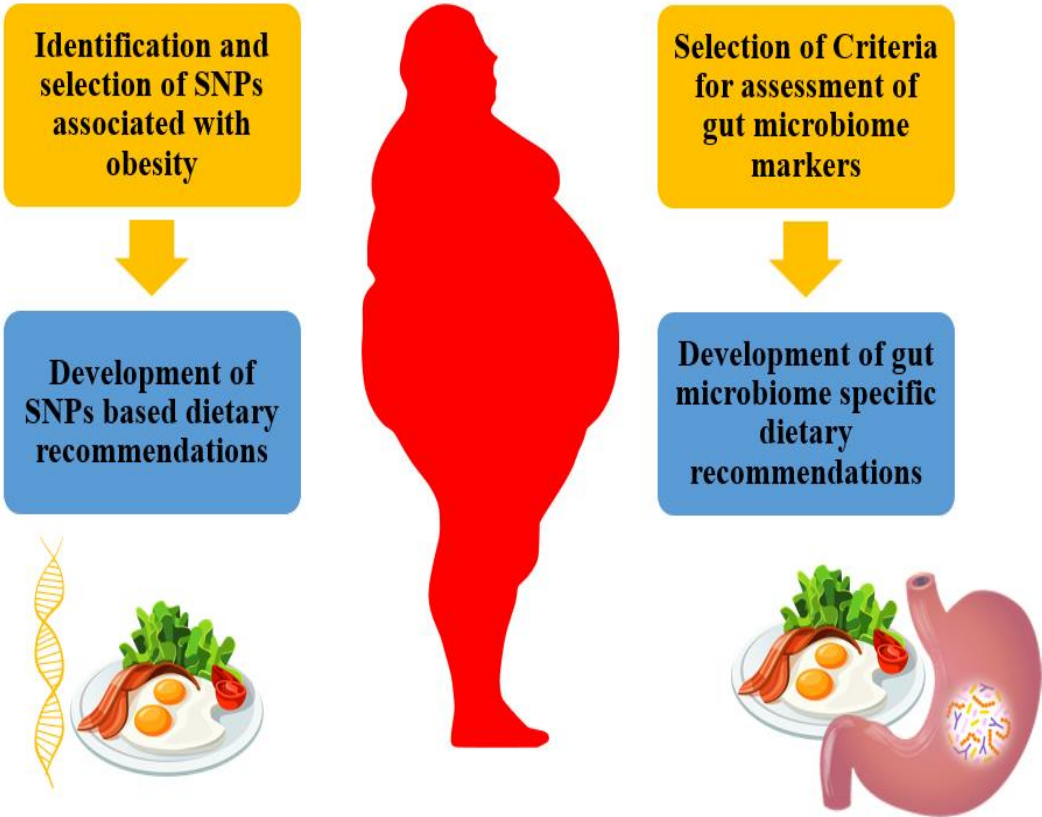 Identification and
selection of SNPs
associated with
obesity
Development of
SNPs based dietary
recommendations
Selection of Criteria
for assessment of
gut microbiome
markers
Development of gut
microbiome specific
dietary
recommendations